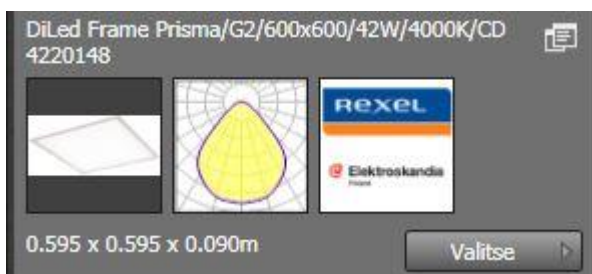 DiLed Frame Prisma/G2/600x600/42W/4000K/CD
4220148
REXEL
Elektroskandia
0.595 x 0.595 x 0.090m
Valitse